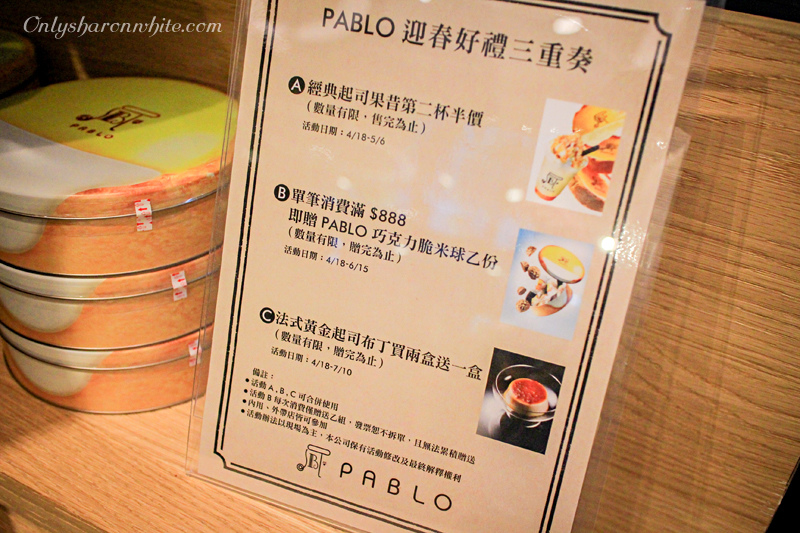 Onlysharonwhite.com
PABLO 迎春好禮三重奏
A 經典起司果昔第二杯半價
(數量有限,售完為止)
活動日期:4/18-5/6
B 單筆消費滿 $888
即贈 PABLO 巧克力脆米球乙份
(數量有限,贈完為止)
活動日期:4/18-6/15
C 法式黃金起司布丁買兩盒送一盒
(數量有限,贈完為止)
活動日期:4/18-7/10
備註:
●活動 A、B、C 可合併使用
●活動 B 每次消費僅贈送乙組,發票恕不拆單,且無法累積贈送
●內用、外帶店皆可參加
●活動辦法以現場為主,本公司保有活動修改及最終解釋權利
PABLO
PABLO